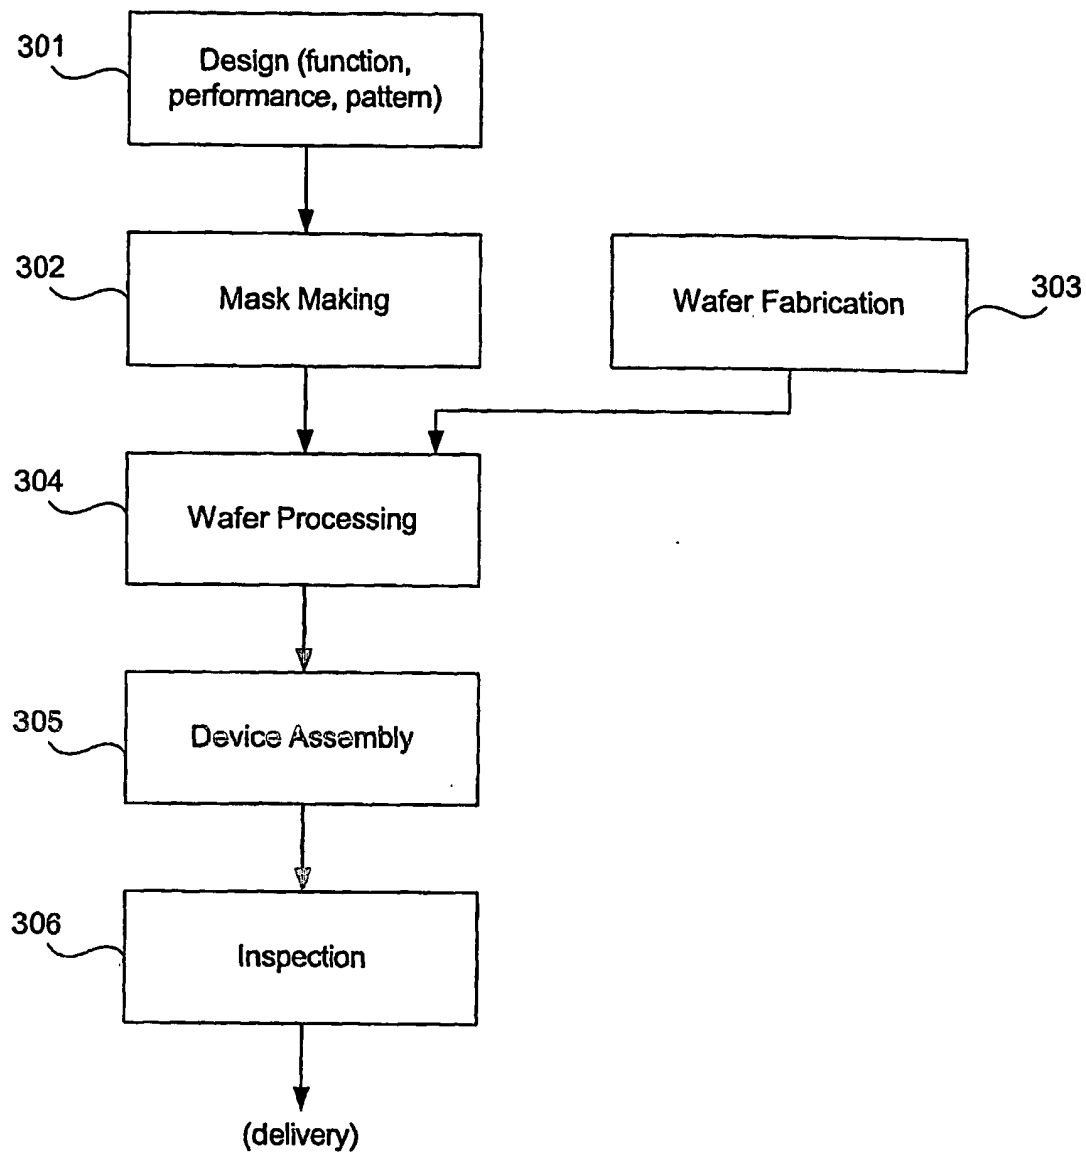 301
Design (function,
performance, pattern)
302
Mask Making
Wafer Fabrication
303
304
Wafer Processing
305
Device Assembly
306
Inspection
(delivery)